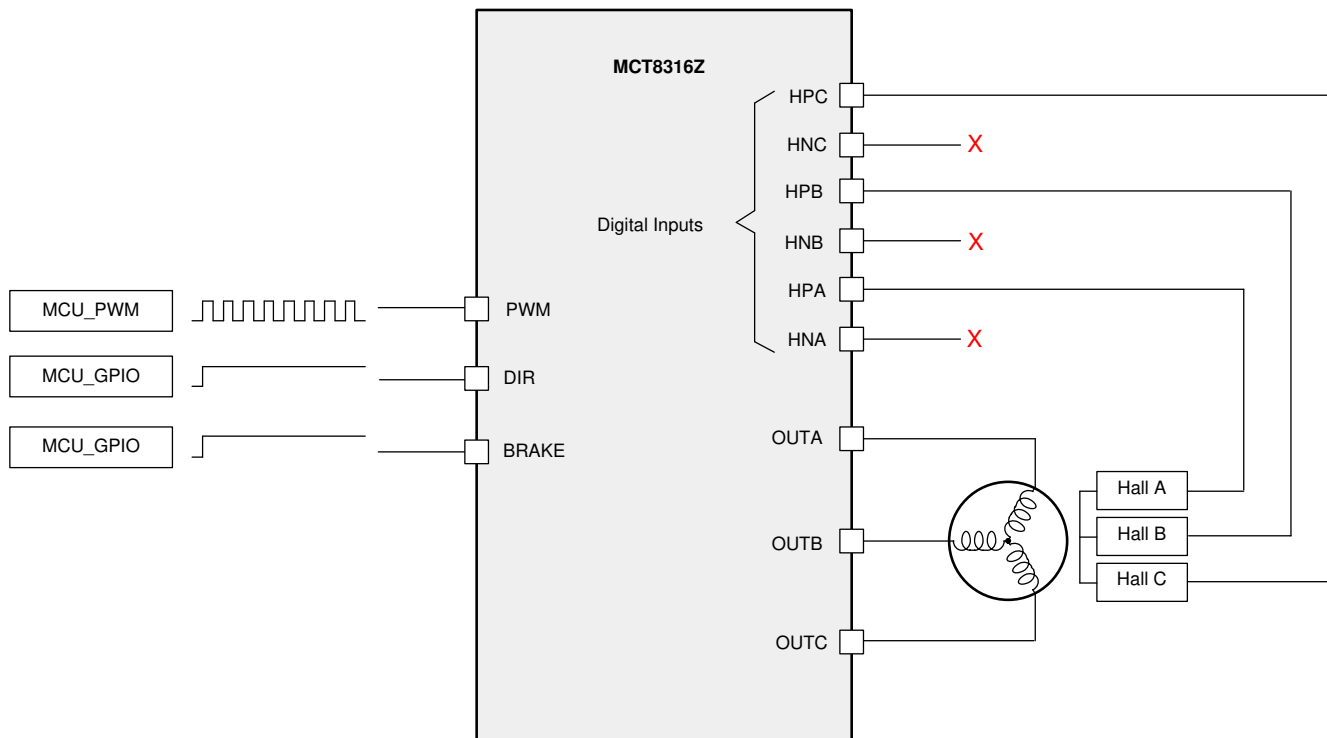 MCT8316Z
HPC
HNC
X
HPB
Digital Inputs
HNB
X
HPA
MCU_PWM
PWM
HNA
X
MCU_GPIO
DIR
OUTA
MCU_GPIO
BRAKE
Hall A
Hall B
OUTB
Hall C
OUTC